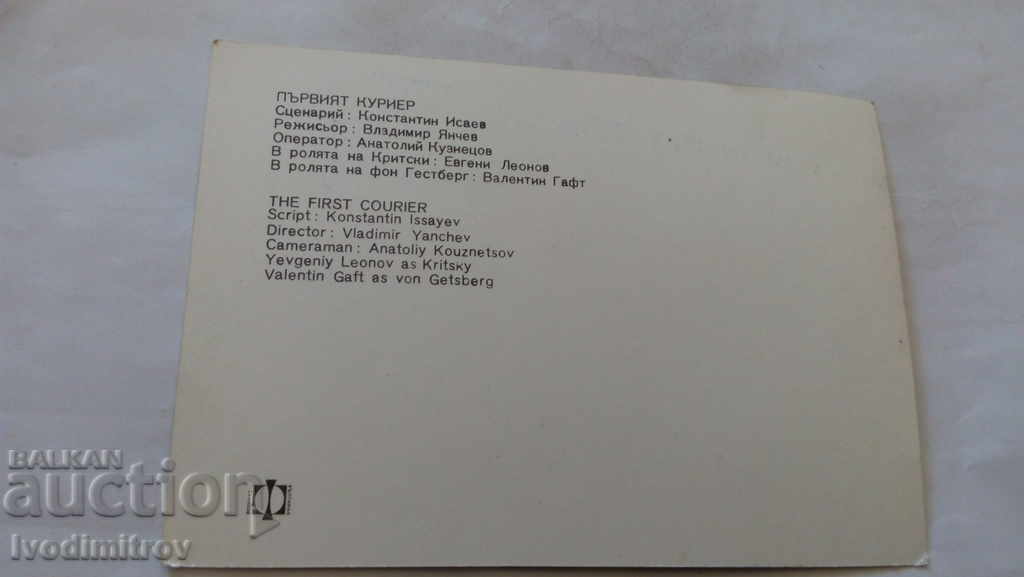 ПЪРВИЯТ КУРИЕР
Сценарий : Константин Исаев
Режисьор : Владимир Янчев
Оператор : Анатолий Кузнецов
В ролята на Критски : Евгени Леонов
В ролята на фон Гестберг : Валентин Гафт
THE FIRST COURIER
Script : Konstantin Issayev
Director : Vladimir Yanchev
Cameraman : Anatoliy Kouznetsov
Yevgeniy Leonov as Kritsky
Valentin Gaft as von Getsberg
BALKAN
auction
Ivodimitrov